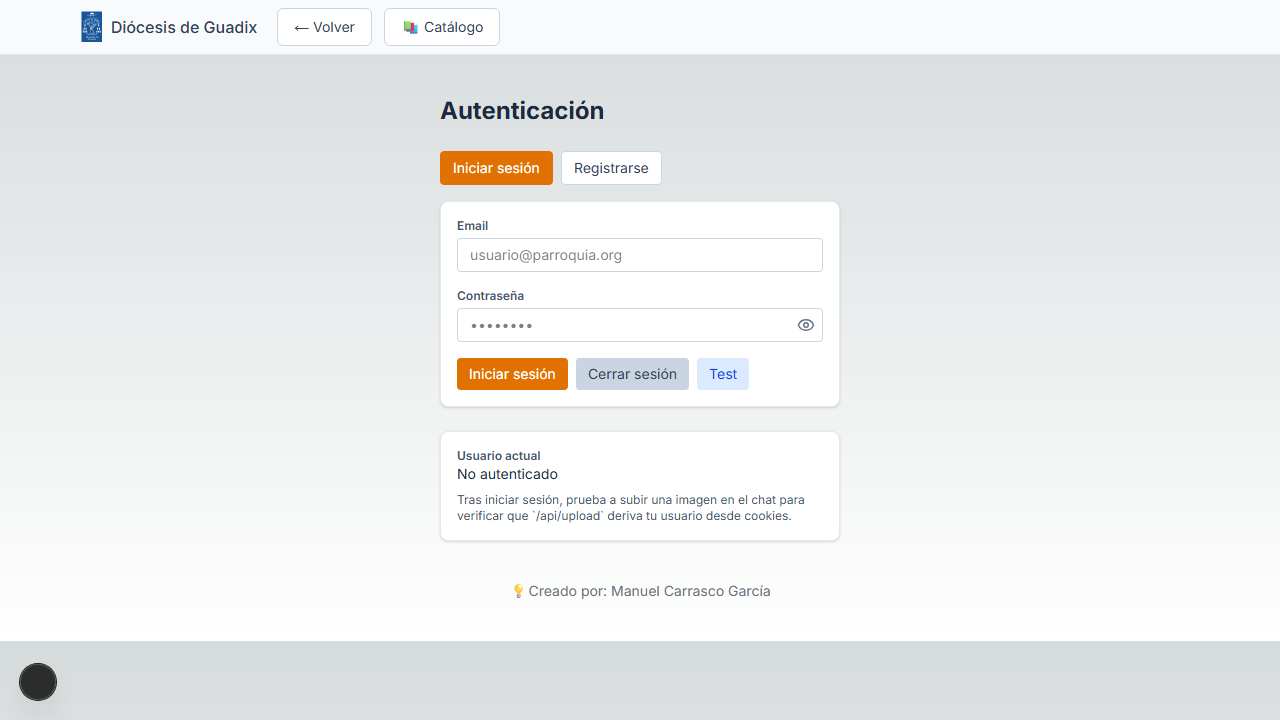 Diócesis de Guadix
← Volver
📚 Catálogo
Autenticación
Iniciar sesión
Registrarse
Email
usuario@parroquia.org
Contraseña
••••••••
Iniciar sesión
Cerrar sesión
Test
Usuario actual
No autenticado
Tras iniciar sesión, prueba a subir una imagen en el chat para
verificar que `/api/upload` deriva tu usuario desde cookies.
💡Creado por: Manuel Carrasco García